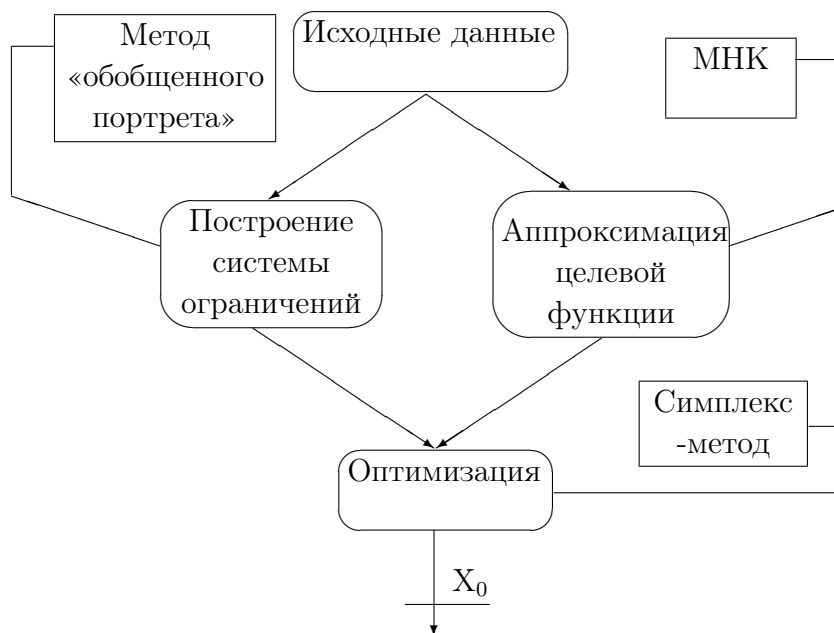 Метод
«обобщенного
портрета»
Исходные данные
МНК
Построение
системы
ограничений
Аппроксимация
целевой
функции
Симплекс
-метод
Оптимизация
X₀